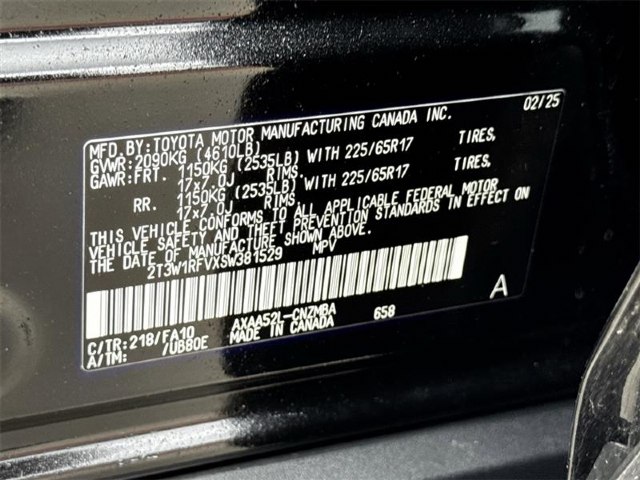 MFD. BY: TOYOTA MOTOR MANUFACTURING CANADA INC. 02/25
GVWR: 2090KG (4610LB)
GAWR: FRT. 1150KG (2535LB) WITH 225/65R17 TIRES,
17x7.0J RIMS,
RR. 1150KG (2535LB) WITH 225/65R17 TIRES,
17x7.0J RIMS.
THIS VEHICLE CONFORMS TO ALL APPLICABLE FEDERAL MOTOR
VEHICLE SAFETY AND THEFT PREVENTION STANDARDS IN EFFECT ON
THE DATE OF MANUFACTURE SHOWN ABOVE.
2T3W1RFVXSW381529 MPV
A
C/TR: 218/FA10 AXAA52L-CNZMBA 658
A/TM: /UB80E MADE IN CANADA